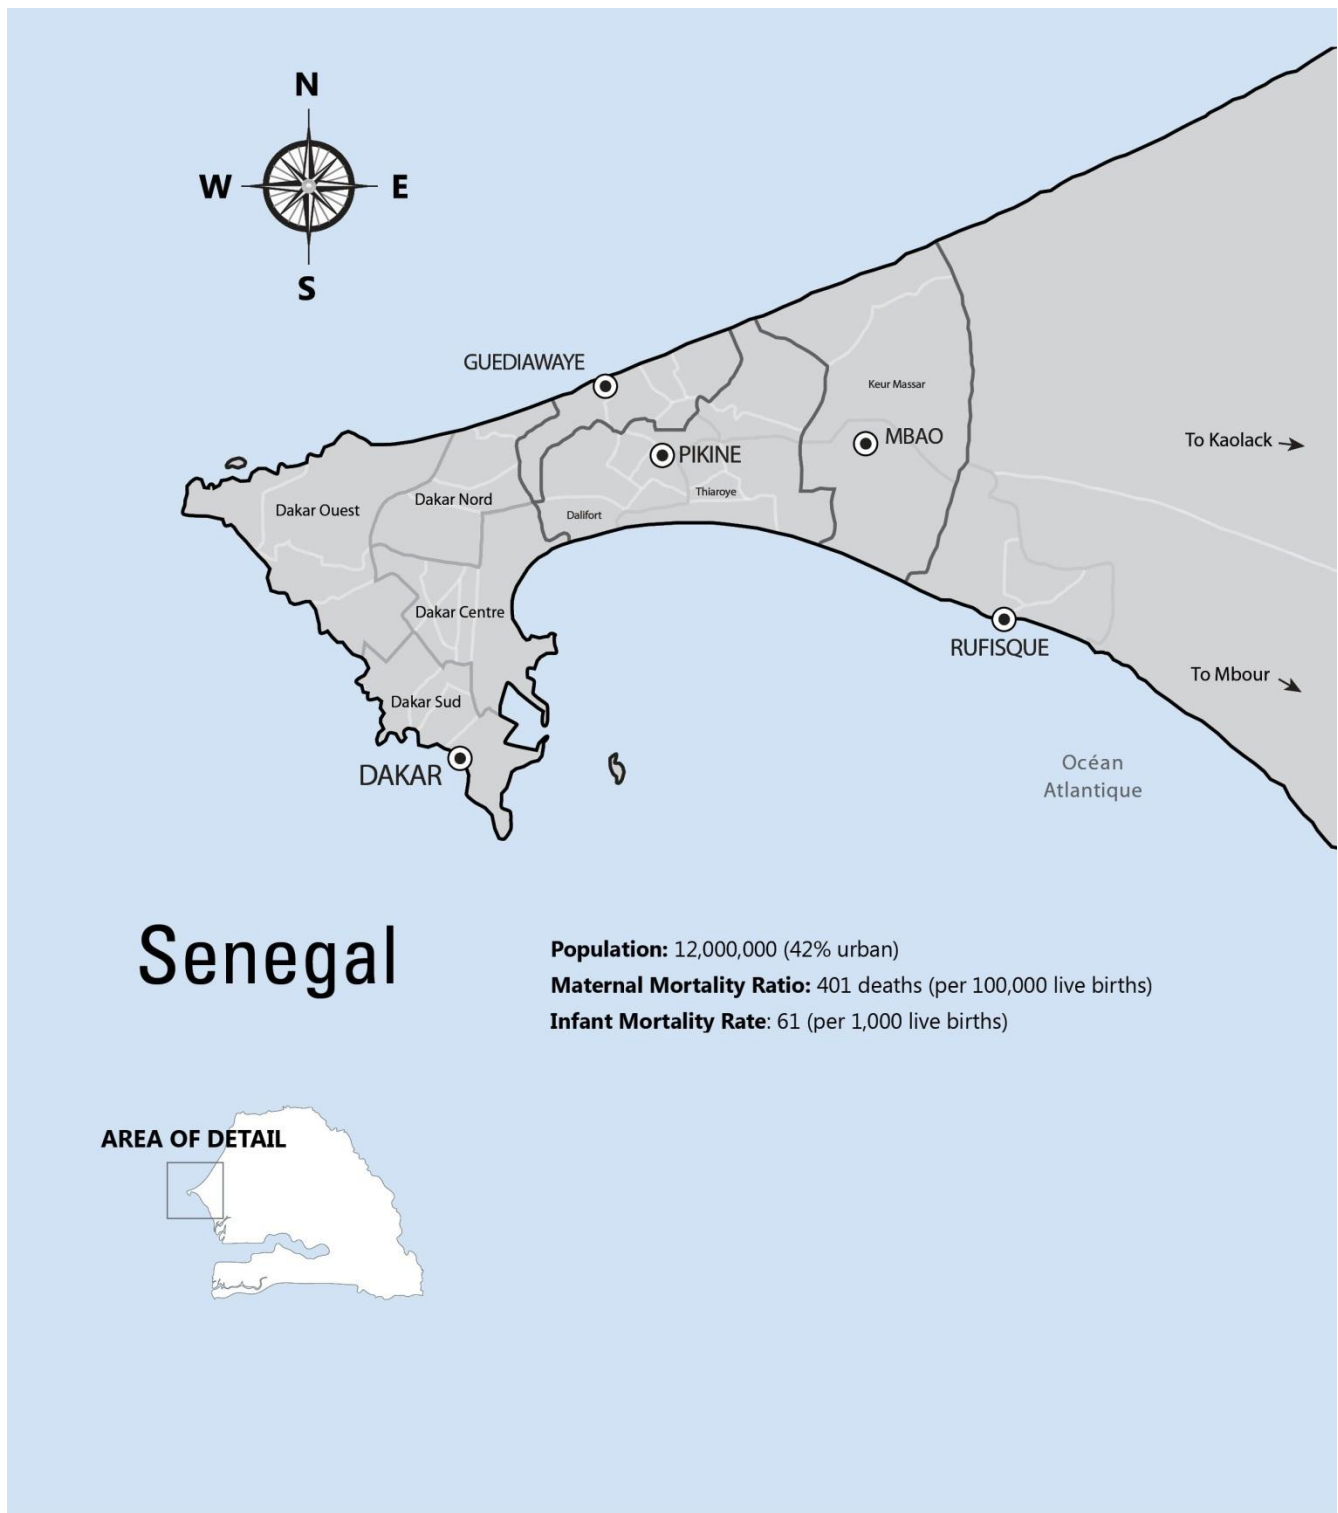 N
W
E
S
GUEDIAWAYE
Keur Massar
MBAO
To Kaolack
PIKINE
Thiaroye
Dakar Nord
Dakar Ouest
Dalifort
Dakar Centre
RUFISQUE
To Mbour
Dakar Sud
DAKAR
Océan
Atlantique
Senegal
Population: 12,000,000 (42% urban)
Maternal Mortality Ratio: 401 deaths (per 100,000 live births)
Infant Mortality Rate: 61 (per 1,000 live births)
AREA OF DETAIL